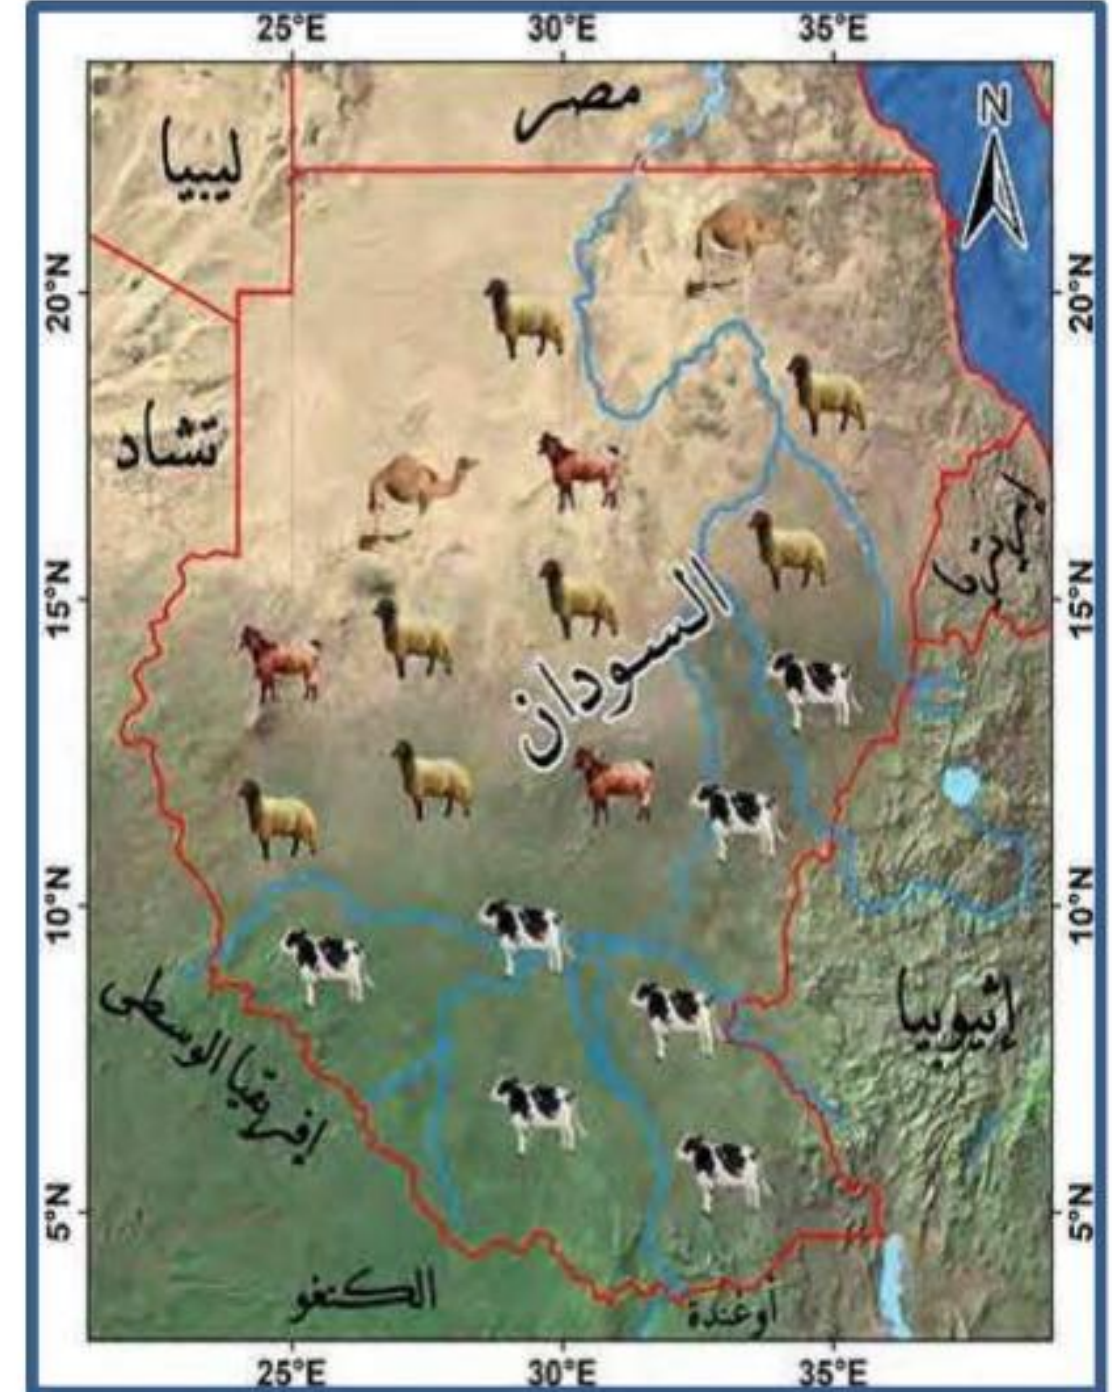 25°E 30°E 35°E
مصر
N
ليبيا
20°N
20°N
تشاد
إريتريا
15°N
15°N
السودان
10°N
10°N
إثيوبيا
إفريقيا الوسطى
5°N
5°N
الكنغو
أوغندة
25°E 30°E 35°E